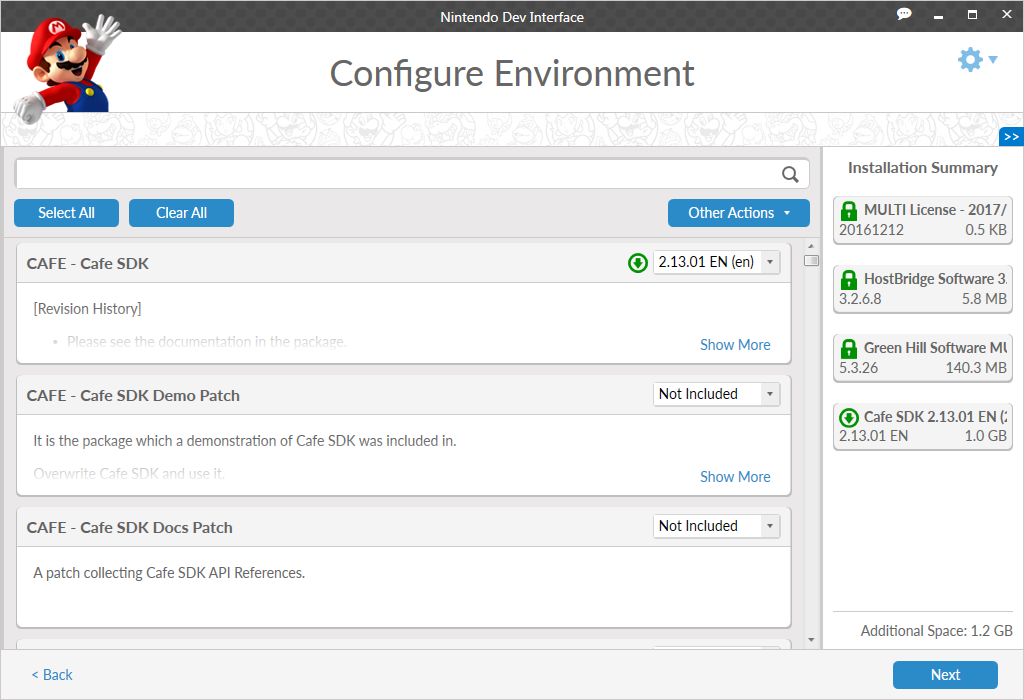 Nintendo Dev Interface
Configure Environment
>>
Select All
Clear All
Other Actions
CAFE - Cafe SDK
2.13.01 EN (en)
[Revision History]
• Please see the documentation in the package.
Show More
CAFE - Cafe SDK Demo Patch
Not Included
It is the package which a demonstration of Cafe SDK was included in.
Overwrite Cafe SDK and use it.
Show More
CAFE - Cafe SDK Docs Patch
Not Included
A patch collecting Cafe SDK API References.
Installation Summary
MULTI License - 2017/
20161212 0.5 KB
HostBridge Software 3.
3.2.6.8 5.8 MB
Green Hill Software MU
5.3.26 140.3 MB
Cafe SDK 2.13.01 EN (2
2.13.01 EN 1.0 GB
Additional Space: 1.2 GB
< Back
Next